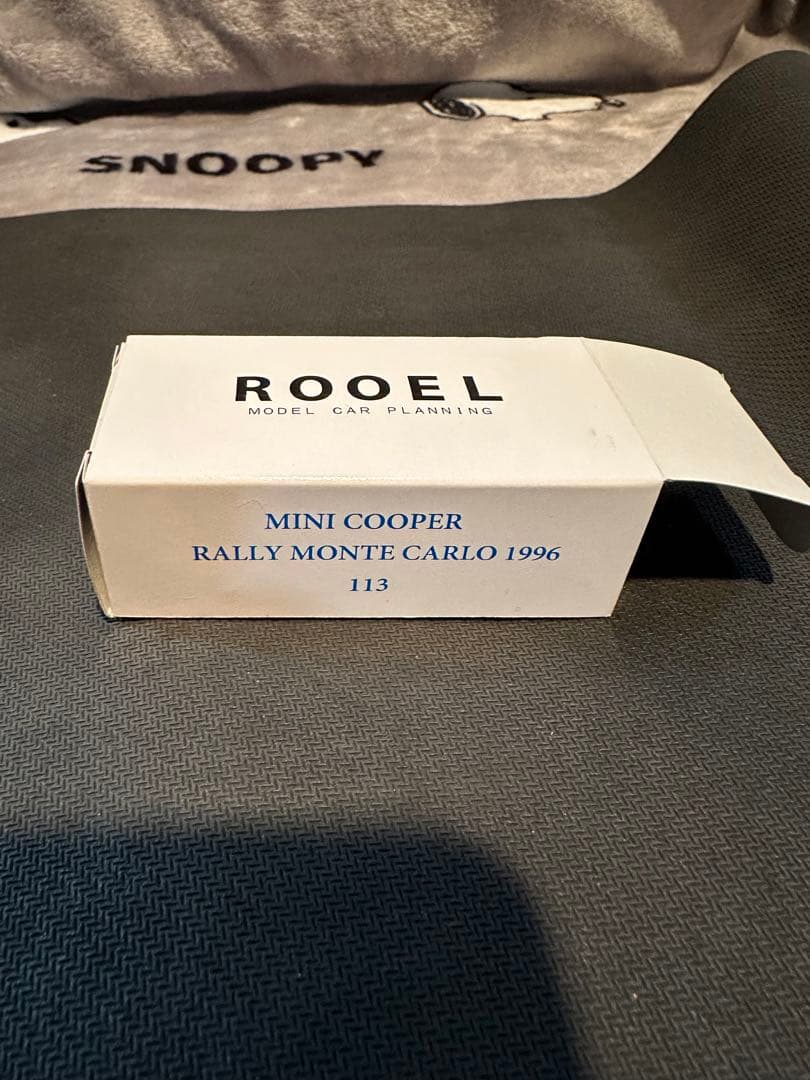 SNOOPY
ROOEL
MODEL CAR PLANNING
MINI COOPER
RALLY MONTE CARLO 1996
113